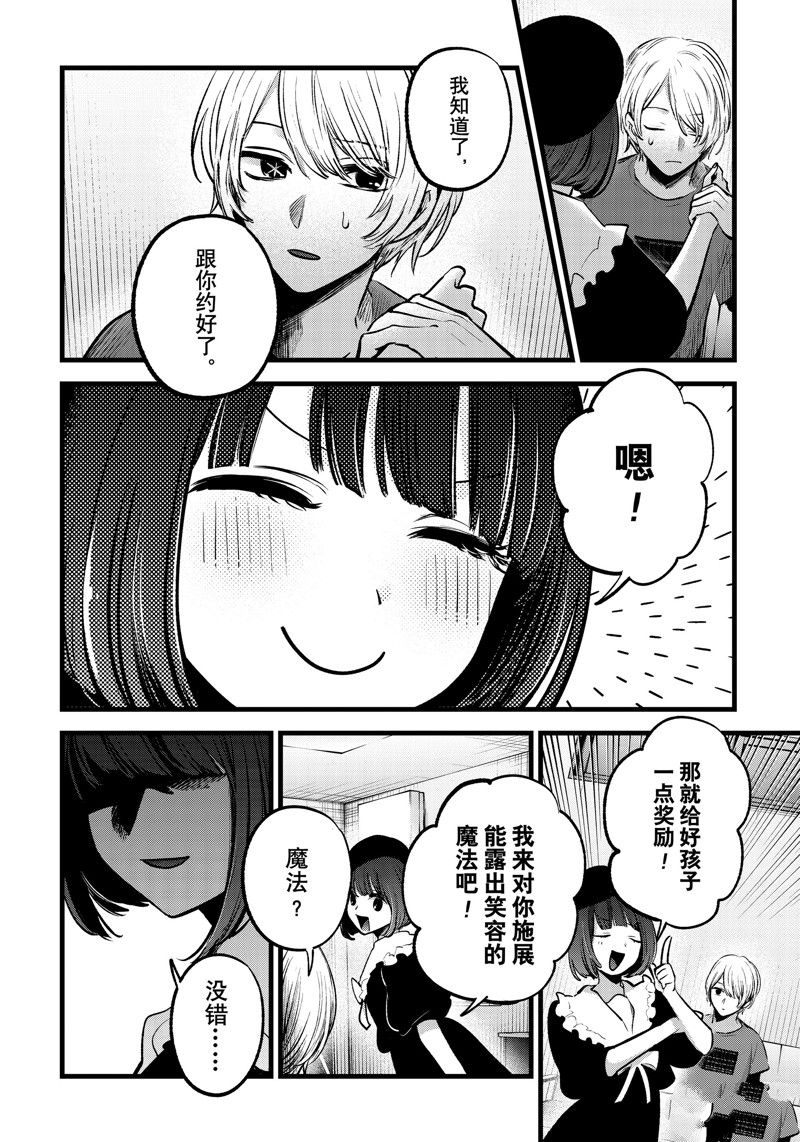 我知道了,
跟你约好了。
嗯!
那就给好孩子
一点奖励!
我来对你施展
能露出笑容的
魔法吧!
魔法?
没错……